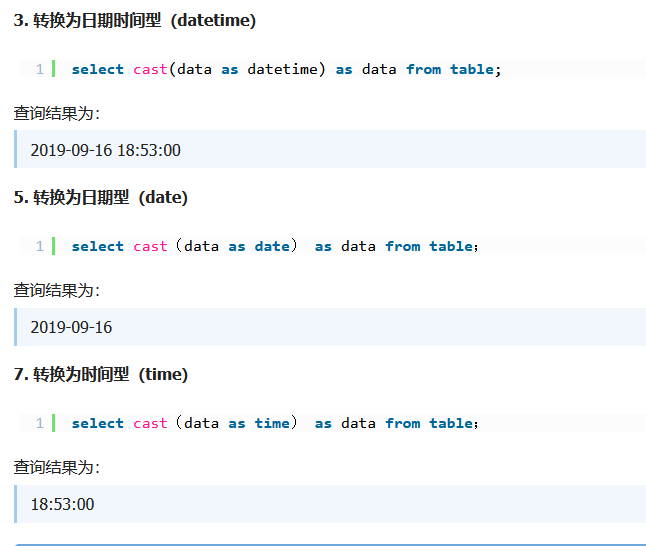 3. 转换为日期时间型 (datetime)
1 select cast(data as datetime) as data from table;
查询结果为：
2019-09-16 18:53:00
5. 转换为日期型 (date)
1 select cast（data as date） as data from table；
查询结果为：
2019-09-16
7. 转换为时间型 (time)
1 select cast（data as time） as data from table；
查询结果为：
18:53:00